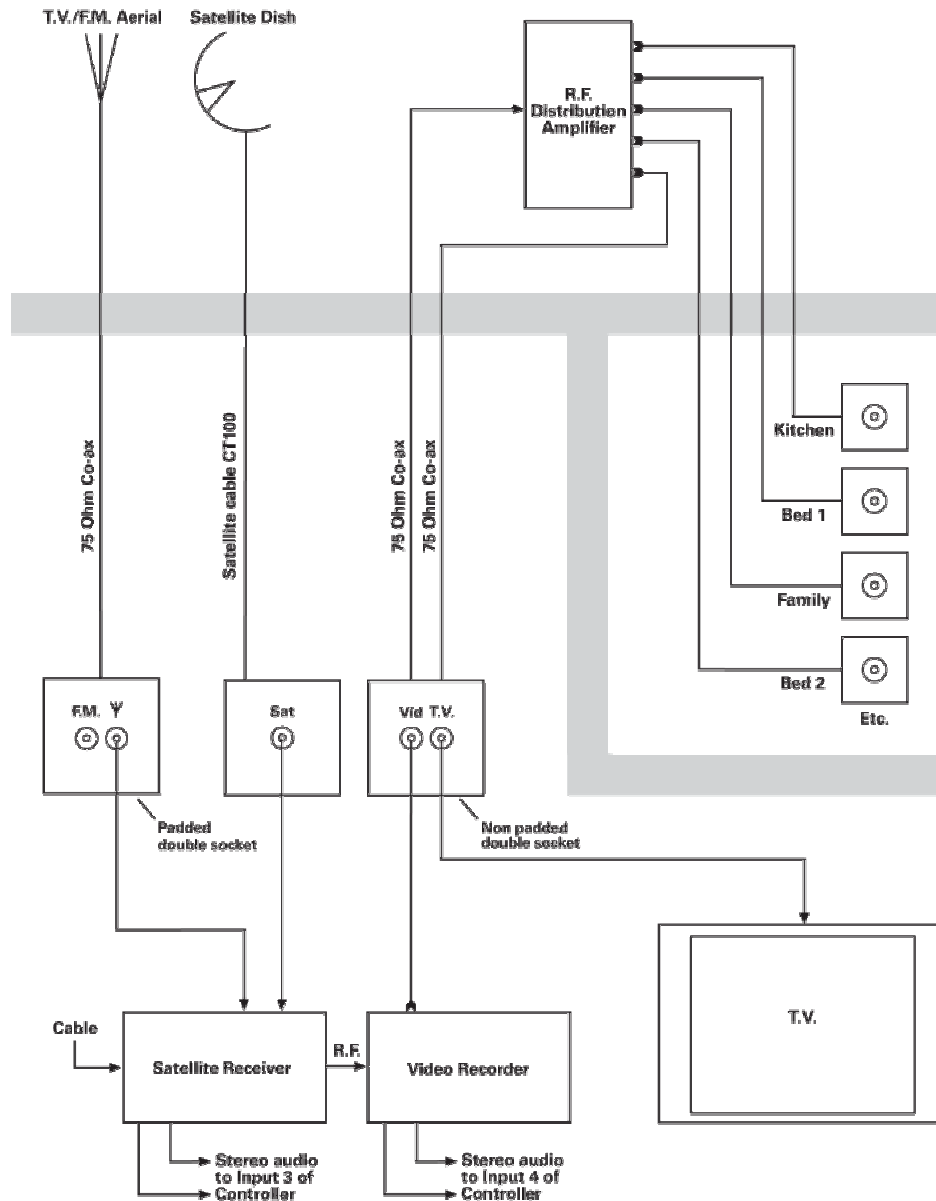 T.V./F.M. Aerial
Satellite Dish
R.F.
Distribution
Amplifier
75 Ohm Co-ax
Satellite cable CT100
75 Ohm Co-ax
75 Ohm Co-ax
Kitchen
Bed 1
Family
Bed 2
Etc.
F.M.
Sat
Vid T.V.
Padded
double socket
Non padded
double socket
T.V.
Cable
Satellite Receiver
R.F.
Video Recorder
Stereo audio
to Input 3 of
Controller
Stereo audio
to Input 4 of
Controller